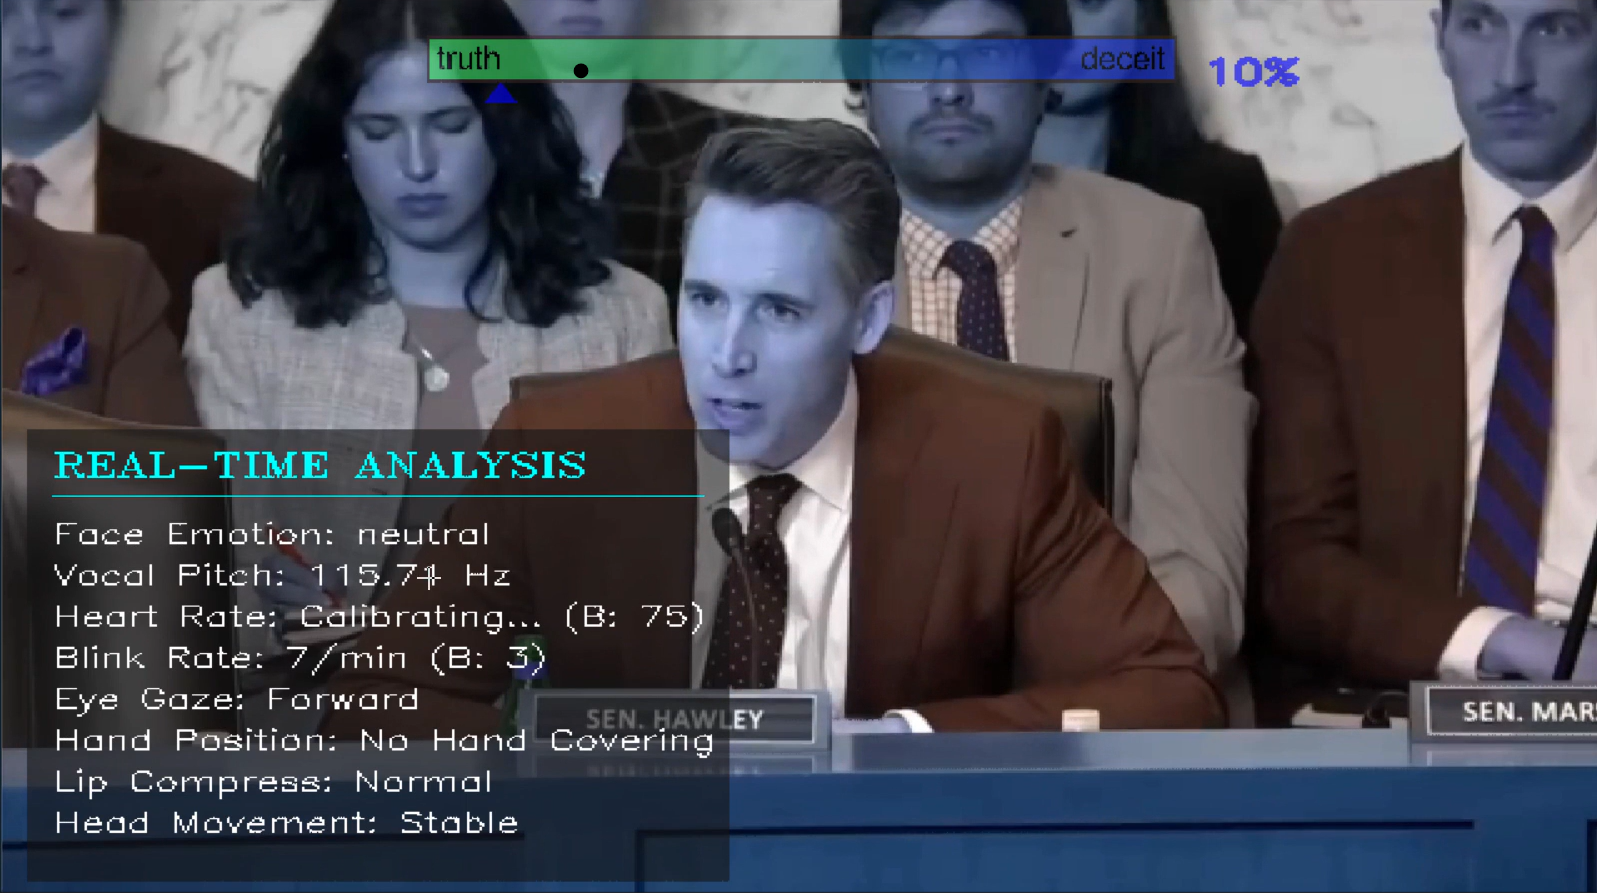 truth deceit 10%
REAL-TIME ANALYSIS
Face Emotion: neutral
Vocal Pitch: 115.74 Hz
Heart Rate: Calibrating... (B: 75)
Blink Rate: 7/min (B: 3)
Eye Gaze: Forward
SEN. HAWLEY
SEN. MAR
Hand Position: No Hand Covering
Lip Compress: Normal
Head Movement: Stable